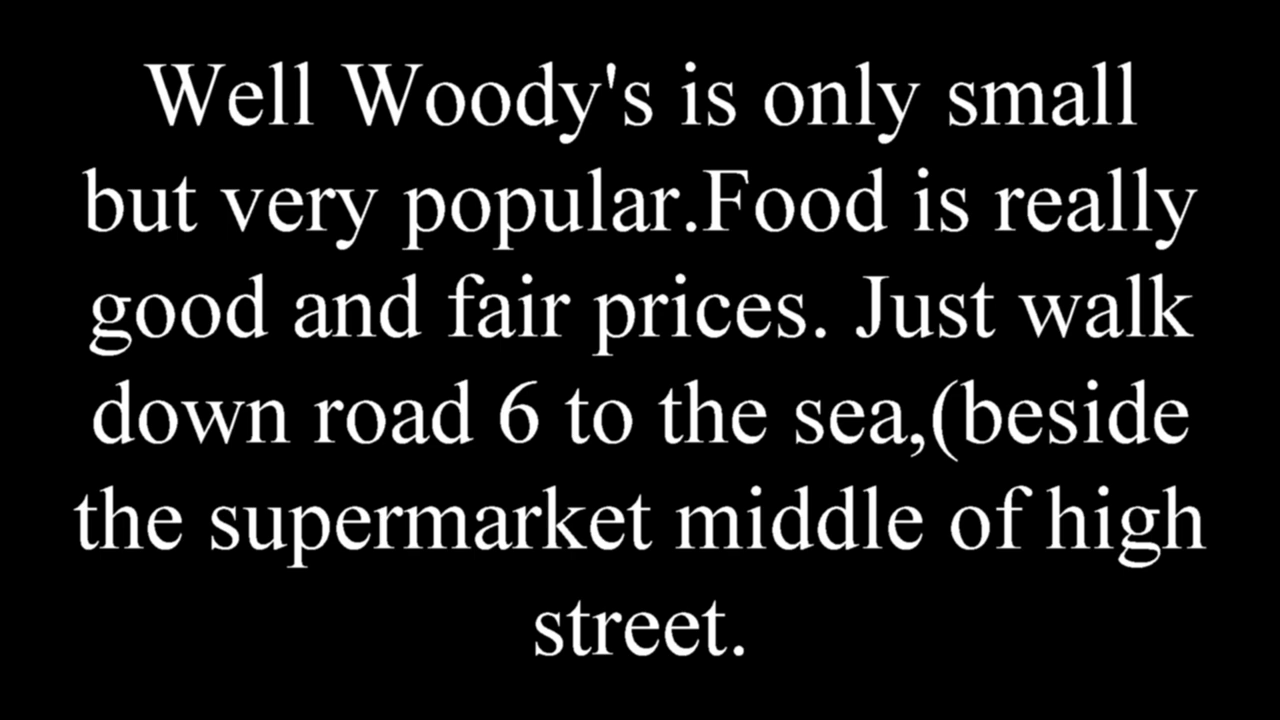 Well Woody's is only small
but very popular.Food is really
good and fair prices. Just walk
down road 6 to the sea,(beside
the supermarket middle of high
street.